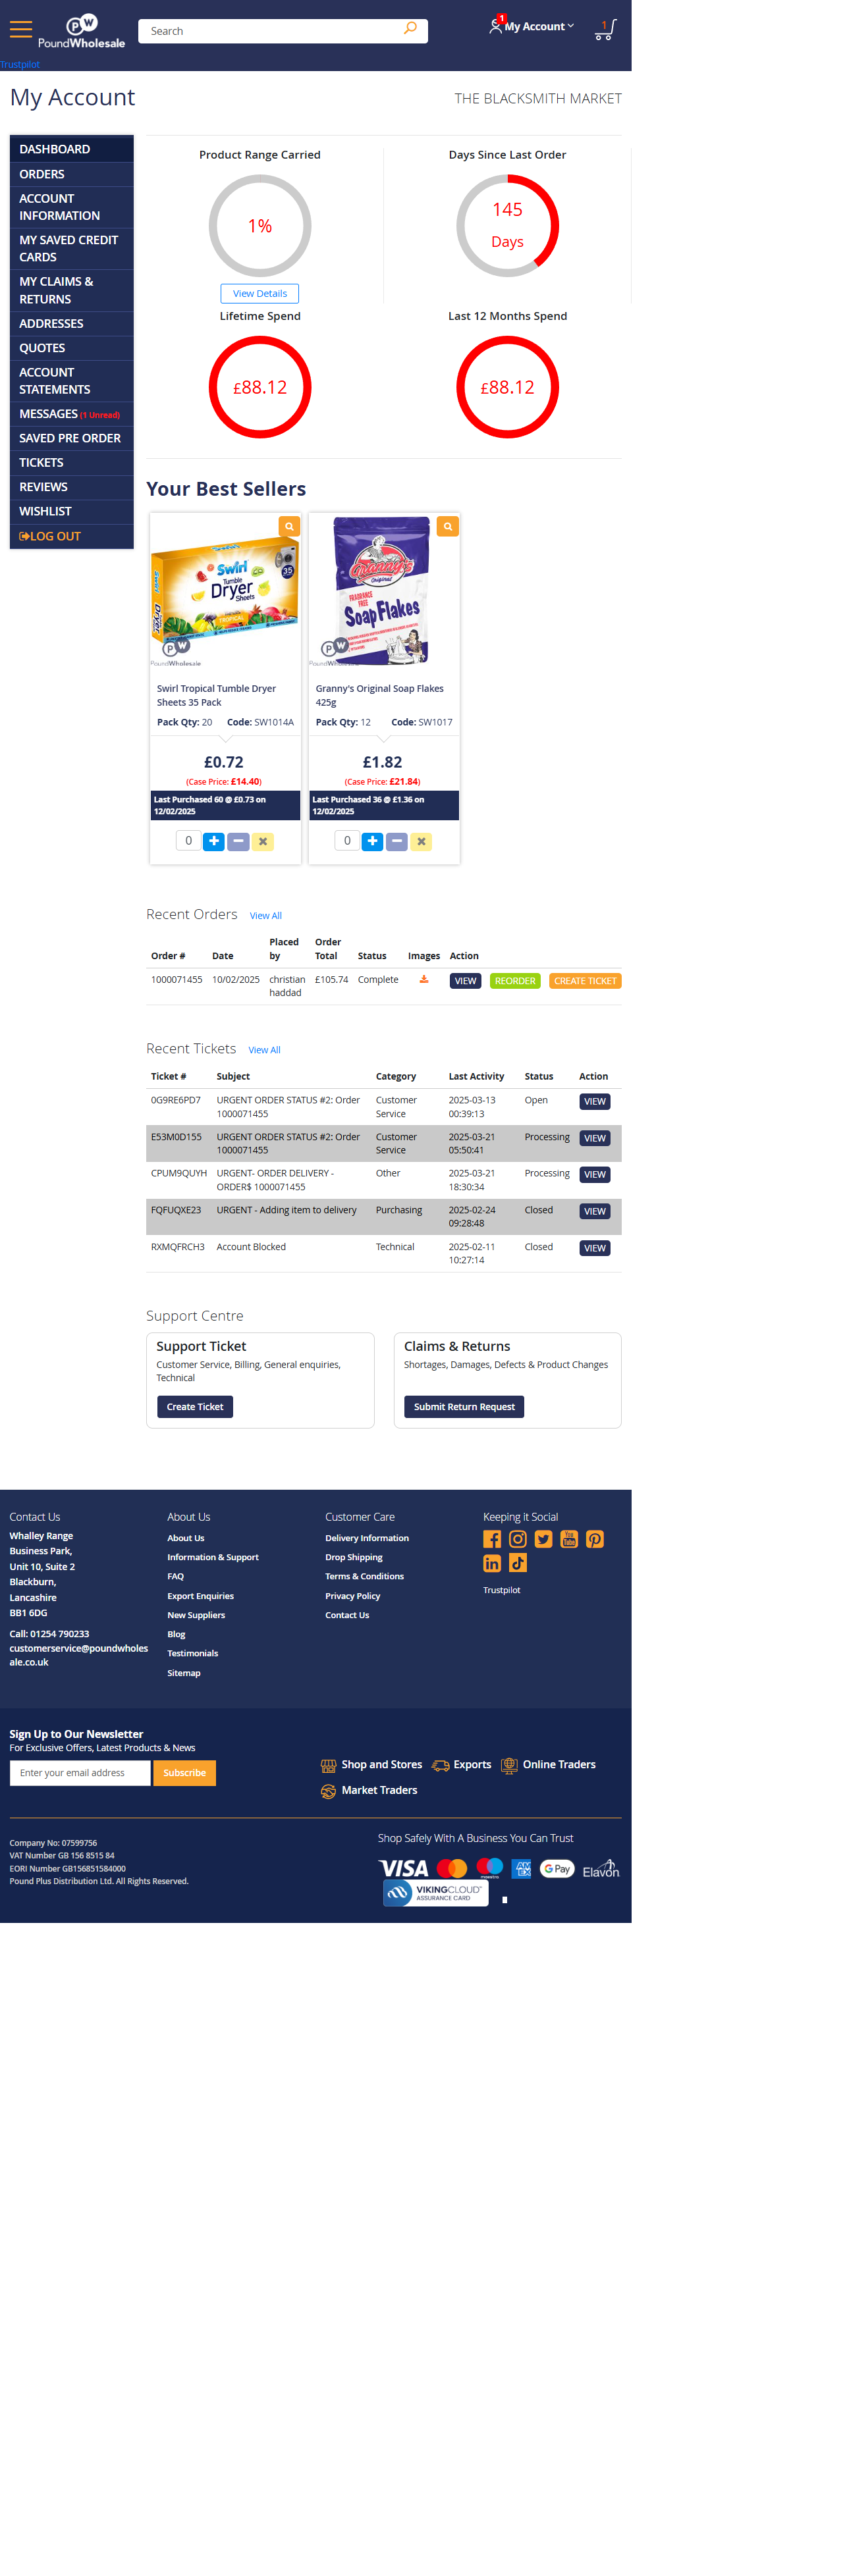 PW
PoundWholesale
Search
1
My Account
1
Trustpilot
My Account
THE BLACKSMITH MARKET
DASHBOARD
ORDERS
ACCOUNT
INFORMATION
MY SAVED CREDIT
CARDS
MY CLAIMS &
RETURNS
ADDRESSES
QUOTES
ACCOUNT
STATEMENTS
MESSAGES (1 Unread)
SAVED PRE ORDER
TICKETS
REVIEWS
WISHLIST
LOG OUT
Product Range Carried
1%
View Details
Days Since Last Order
145
Days
Lifetime Spend
£88.12
Last 12 Months Spend
£88.12
Your Best Sellers
Swirl
Tumble
Dryer
Sheets
35
PW
PoundWholesale
Swirl Tropical Tumble Dryer
Sheets 35 Pack
Pack Qty: 20 Code: SW1014A
£0.72
(Case Price: £14.40)
Last Purchased 60 @ £0.73 on
12/02/2025
0
Granny's
Original
FRAGRANCE
FREE
Soap Flakes
PW
PoundWholesale
Granny's Original Soap Flakes
425g
Pack Qty: 12 Code: SW1017
£1.82
(Case Price: £21.84)
Last Purchased 36 @ £1.36 on
12/02/2025
0
Recent Orders View All
Order # Date Placed by Order Total Status Images Action
1000071455 10/02/2025 christian haddad £105.74 Complete VIEW REORDER CREATE TICKET
Recent Tickets View All
Ticket # Subject Category Last Activity Status Action
0G9RE6PD7 URGENT ORDER STATUS #2: Order 1000071455 Customer Service 2025-03-13 00:39:13 Open VIEW
E53M0D155 URGENT ORDER STATUS #2: Order 1000071455 Customer Service 2025-03-21 05:50:41 Processing VIEW
CPUM9QUYH URGENT- ORDER DELIVERY - ORDER$ 1000071455 Other 2025-03-21 18:30:34 Processing VIEW
FQFUQXE23 URGENT - Adding item to delivery Purchasing 2025-02-24 09:28:48 Closed VIEW
RXMQFRCH3 Account Blocked Technical 2025-02-11 10:27:14 Closed VIEW
Support Centre
Support Ticket
Customer Service, Billing, General enquiries,
Technical
Create Ticket
Claims & Returns
Shortages, Damages, Defects & Product Changes
Submit Return Request
Contact Us
Whalley Range
Business Park,
Unit 10, Suite 2
Blackburn,
Lancashire
BB1 6DG
Call: 01254 790233
customerservice@poundwholes
ale.co.uk
About Us
About Us
Information & Support
FAQ
Export Enquiries
New Suppliers
Blog
Testimonials
Sitemap
Customer Care
Delivery Information
Drop Shipping
Terms & Conditions
Privacy Policy
Contact Us
Keeping it Social
You
Tube
in
Trustpilot
Sign Up to Our Newsletter
For Exclusive Offers, Latest Products & News
Enter your email address
Subscribe
Shop and Stores
Exports
Online Traders
Market Traders
Company No: 07599756
VAT Number GB 156 8515 84
EORI Number GB156851584000
Pound Plus Distribution Ltd. All Rights Reserved.
Shop Safely With A Business You Can Trust
VISA
maestro
AMEX
G Pay
Elavon
VIKINGCLOUD
ASSURANCE CARD